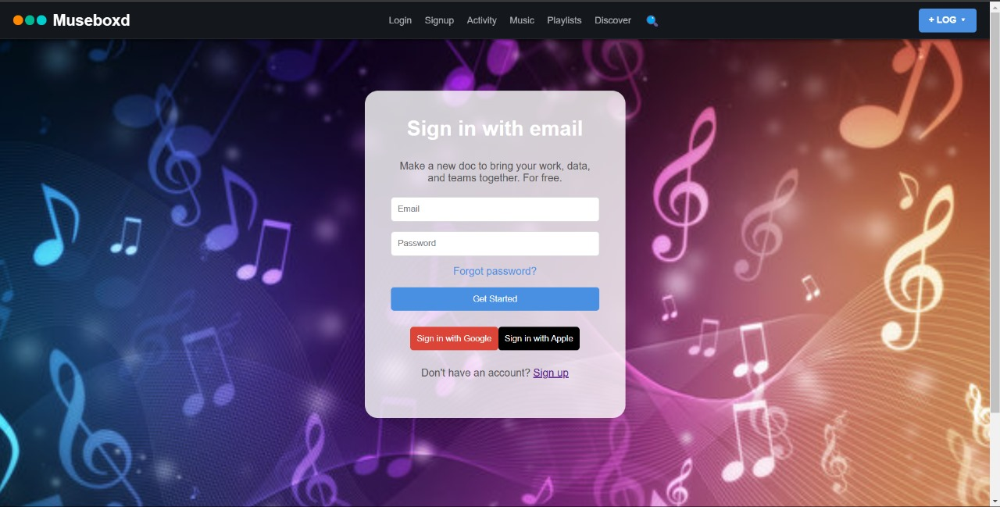 Museboxd
Login Signup Activity Music Playlists Discover
+ LOG
Sign in with email
Make a new doc to bring your work, data,
and teams together. For free.
Email
Password
Forgot password?
Get Started
Sign in with Google Sign in with Apple
Don't have an account? Sign up